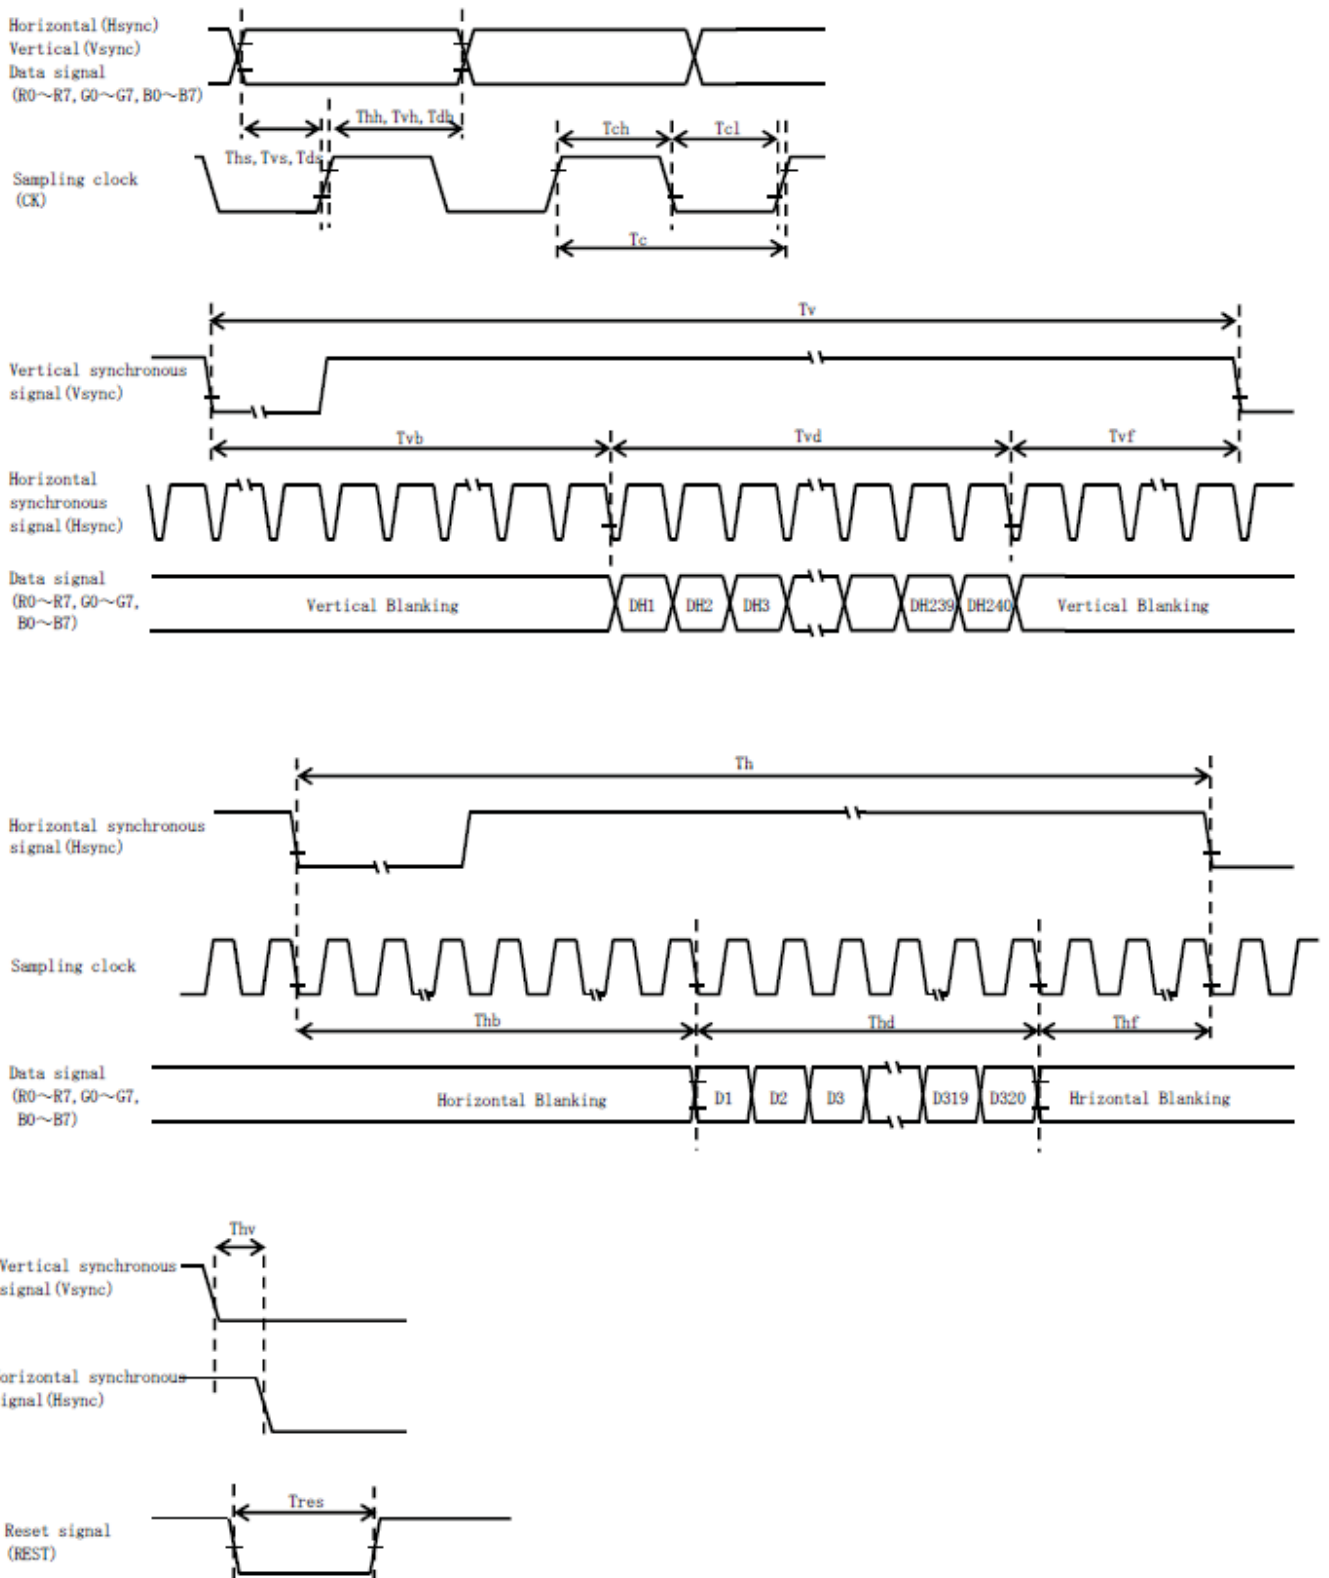 Horizontal(Hsync)
Vertical(Vsync)
Data signal
(R0～R7,G0～G7,B0～B7)
Thh,Tvh,Tdh
Tch
Tcl
Ths,Tvs,Tds
Sampling clock
(CK)
Tc
Tv
Vertical synchronous
signal(Vsync)
Tvb
Tvd
Tvf
Horizontal
synchronous
signal(Hsync)
Data signal
(R0～R7,G0～G7,
B0～B7)
Vertical Blanking
DH1
DH2
DH3
DH239
DH240
Vertical Blanking
Th
Horizontal synchronous
signal(Hsync)
Sampling clock
Thb
Thd
Thf
Data signal
(R0～R7,G0～G7,
B0～B7)
Horizontal Blanking
D1
D2
D3
D319
D320
Hrizontal Blanking
Thv
Vertical synchronous
signal(Vsync)
orizontal synchronous
ignal(Hsync)
Tres
Reset signal
(REST)